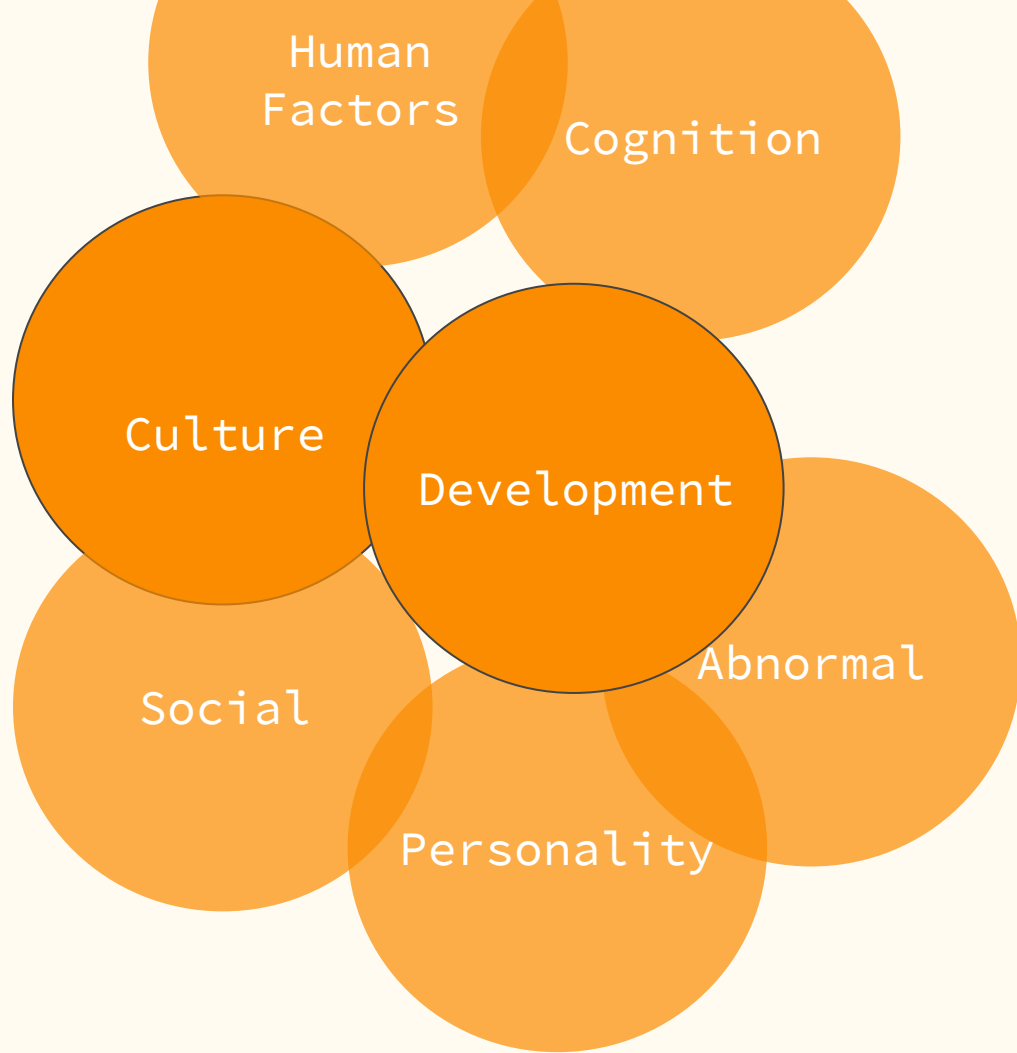 Human
Factors
Cognition
Culture
Development
Abnormal
Social
Personality